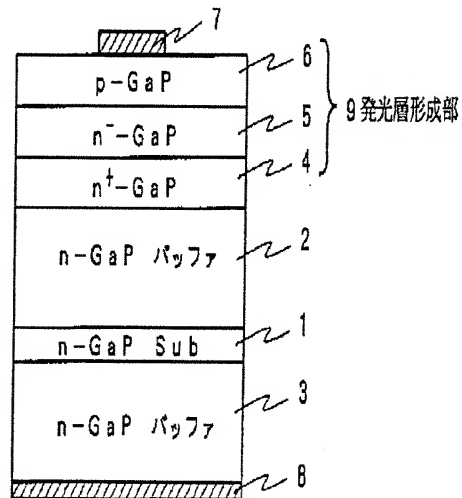 7
p-GaP 6
n⁻-GaP 5
9発光層形成部
n⁺-GaP 4
n-GaP バッファ 2
n-GaP Sub 1
n-GaP バッファ 3
8